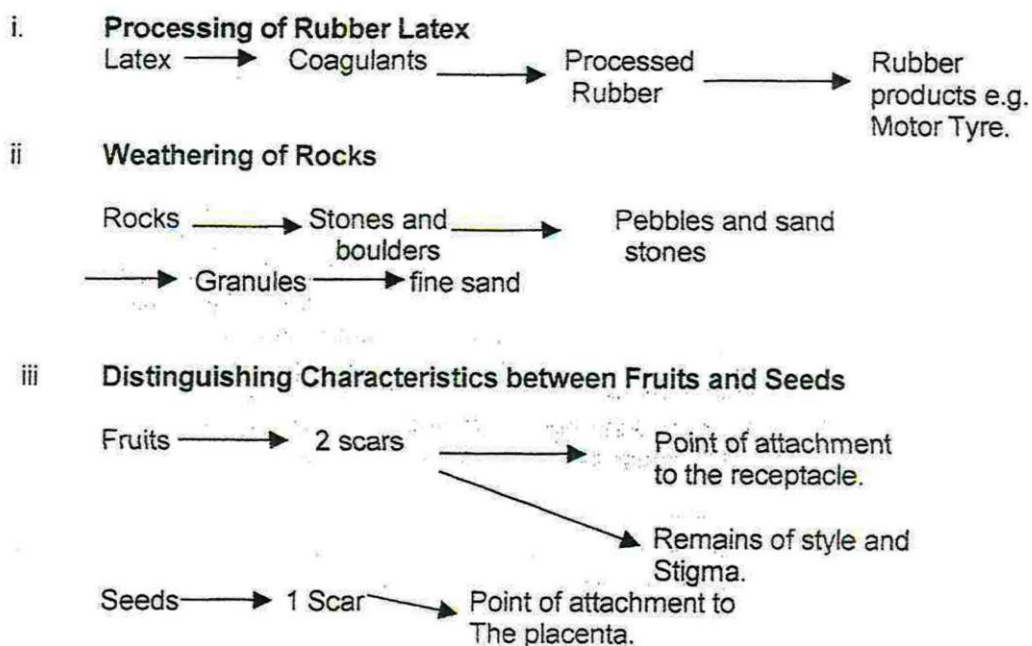 i. Processing of Rubber Latex
Latex Coagulants Processed Rubber
Rubber products e.g. Motor Tyre.
ii Weathering of Rocks
Rocks Stones and boulders Pebbles and sand stones
Granules fine sand
iii Distinguishing Characteristics between Fruits and Seeds
Fruits 2 scars Point of attachment to the receptacle.
Remains of style and Stigma.
Seeds 1 Scar Point of attachment to The placenta.